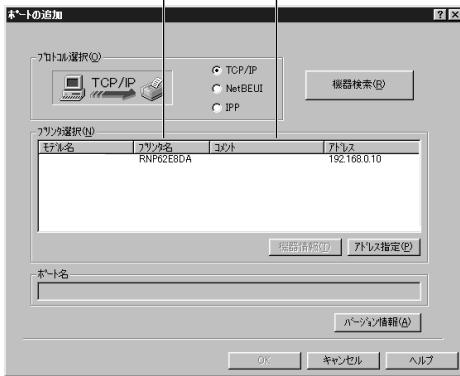 ﾎﾟｰﾄの追加
ﾌﾟﾛﾄｺﾙ選択(O)
TCP/IP
TCP/IP
NetBEUI
IPP
機器検索(R)
ﾌﾟﾘﾝﾀ選択(N)
ﾓﾃﾞﾙ名 ﾌﾟﾘﾝﾀ名 ｺﾒﾝﾄ ｱﾄﾞﾚｽ
RNP62E8DA 192.168.0.10
機器情報(I) ｱﾄﾞﾚｽ指定(P)
ﾎﾟｰﾄ名
ﾊﾞｰｼﾞｮﾝ情報(A)
OK ｷｬﾝｾﾙ ﾍﾙﾌﾟ